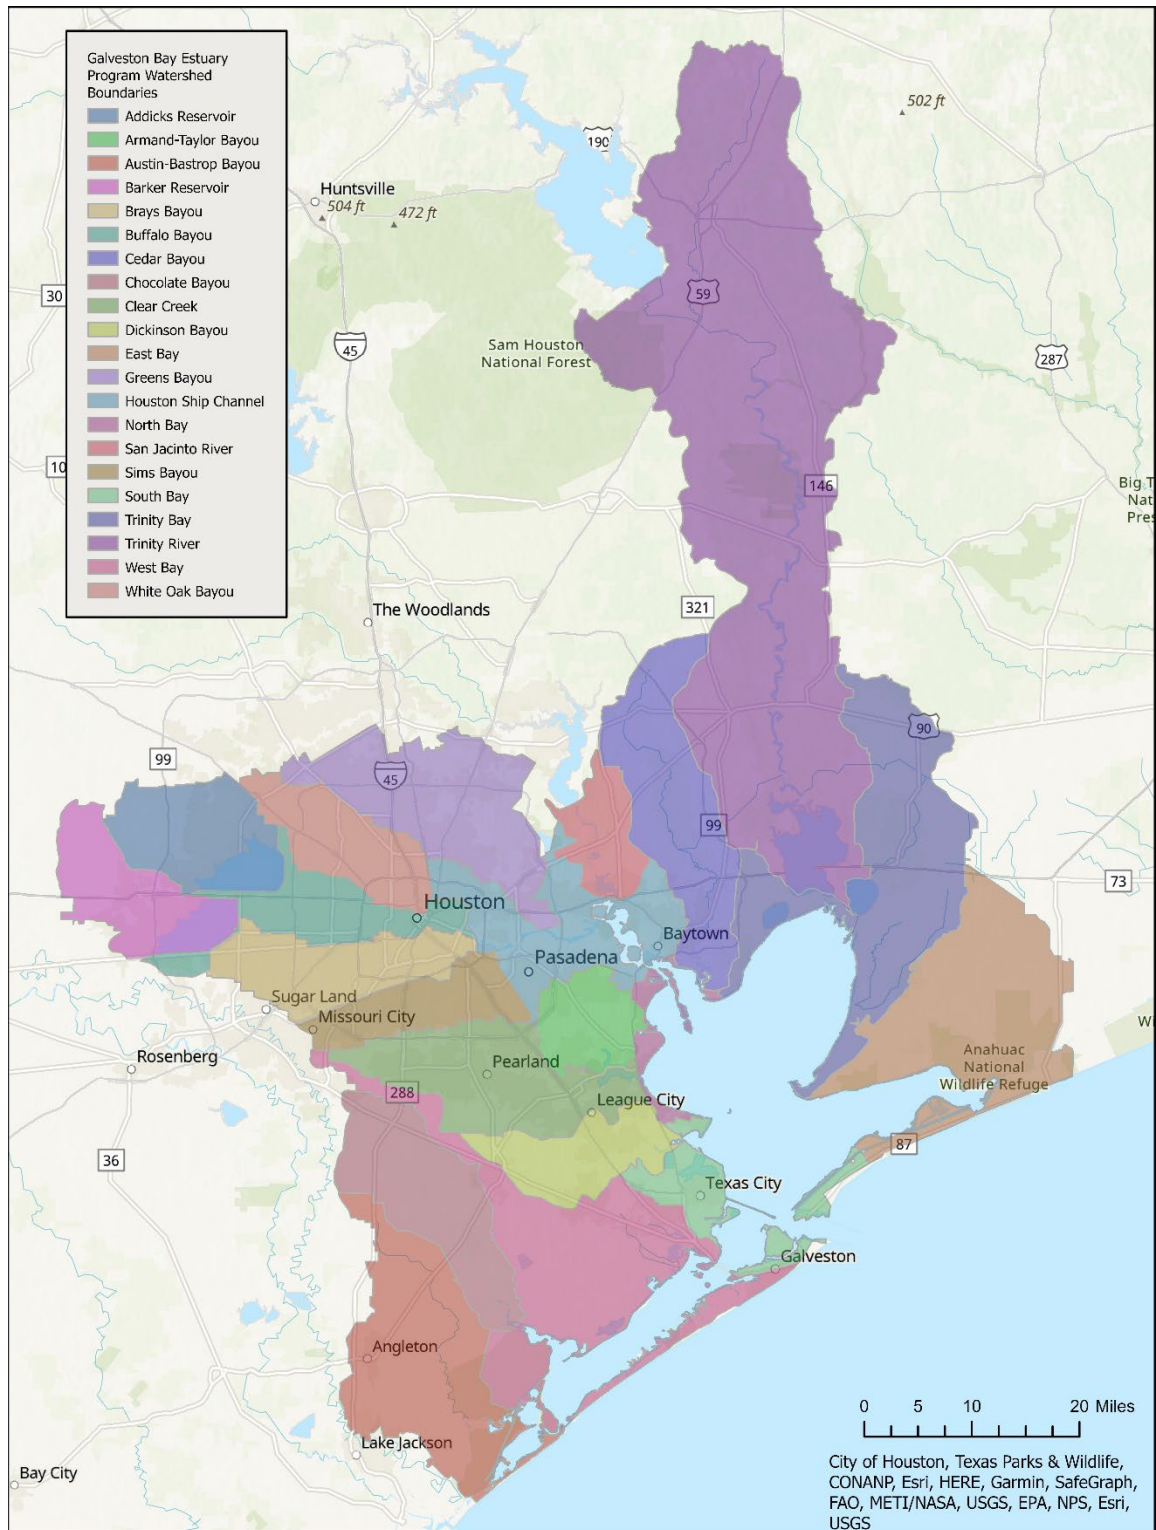 Galveston Bay Estuary
Program Watershed
Boundaries
Addicks Reservoir
Armand-Taylor Bayou
Austin-Bastrop Bayou
Barker Reservoir
Brays Bayou
Buffalo Bayou
Cedar Bayou
Chocolate Bayou
Clear Creek
Dickinson Bayou
East Bay
Greens Bayou
Houston Ship Channel
North Bay
San Jacinto River
Sims Bayou
South Bay
Trinity Bay
Trinity River
West Bay
White Oak Bayou
502 ft
190
Huntsville
504 ft
472 ft
30
59
45
Sam Houston
National Forest
287
10
146
Big T
Nat
Pres
321
The Woodlands
90
99
45
99
73
Houston
Baytown
Pasadena
Sugar Land
Missouri City
Rosenberg
Pearland
Anahuac
National
Wildlife Refuge
Wi
288
League City
87
36
Texas City
Galveston
Angleton
Lake Jackson
Bay City
0 5 10 20 Miles
City of Houston, Texas Parks & Wildlife,
CONANP, Esri, HERE, Garmin, SafeGraph,
FAO, METI/NASA, USGS, EPA, NPS, Esri,
USGS